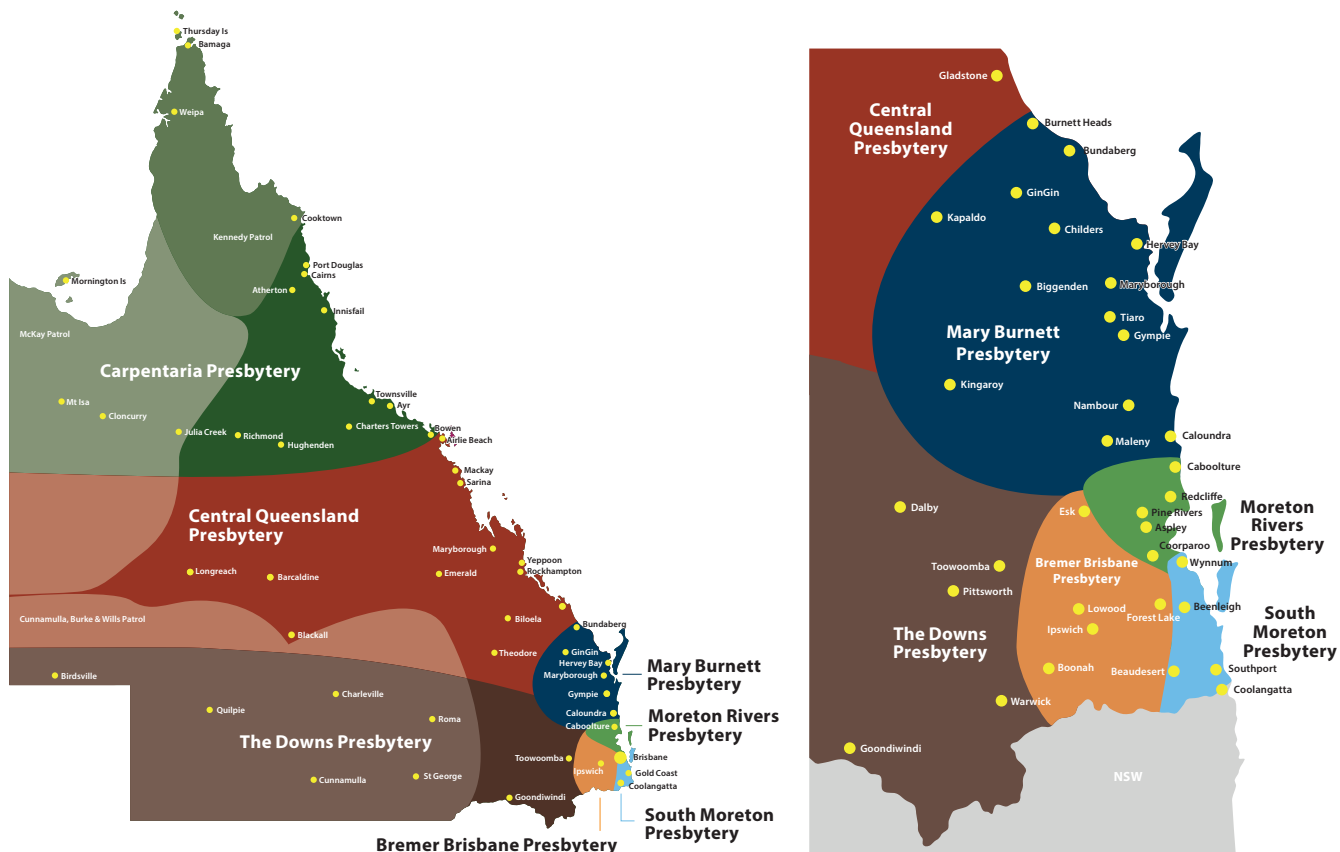 Thursday Is
Bamaga
Weipa
Cooktown
Kennedy Patrol
Port Douglas
Cairns
Mornington Is
Atherton
Innisfail
McKay Patrol
Carpentaria Presbytery
Townsville
Ayr
Mt Isa
Cloncurry
Charters Towers
Bowen
Julia Creek
Richmond
Airlie Beach
Hughenden
Mackay
Sarina
Central Queensland
Presbytery
Maryborough
Yeppoon
Rockhampton
Longreach
Barcaldine
Emerald
Cunnamulla, Burke & Wills Patrol
Biloela
Bundaberg
Blackall
Theodore
GinGin
Hervey Bay
Maryborough
Mary Burnett
Presbytery
Birdsville
Charleville
Gympie
Quilpie
Roma
Caloundra
Caboolture
Moreton Rivers
Presbytery
The Downs Presbytery
Toowoomba
Brisbane
Ipswich
Gold Coast
Cunnamulla
St George
Coolangatta
Goondiwindi
South Moreton
Presbytery
Bremer Brisbane Presbytery
Gladstone
Central
Queensland
Presbytery
Burnett Heads
Bundaberg
GinGin
Kapaldo
Childers
Hervey Bay
Biggenden
Maryborough
Tiaro
Mary Burnett
Presbytery
Gympie
Kingaroy
Nambour
Maleny
Caloundra
Caboolture
Redcliffe
Dalby
Esk
Pine Rivers
Aspley
Moreton
Rivers
Presbytery
Coorparoo
Wynnum
Toowoomba
Bremer Brisbane
Presbytery
Pittsworth
Lowood
Forest Lake
Beenleigh
Ipswich
South
Moreton
Presbytery
The Downs
Presbytery
Boonah
Beaudesert
Southport
Coolangatta
Warwick
Goondiwindi
NSW